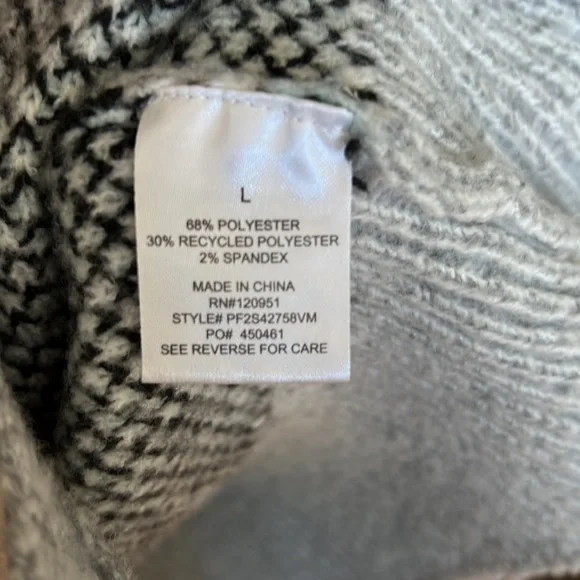 L
68% POLYESTER
30% RECYCLED POLYESTER
2% SPANDEX
MADE IN CHINA
RN#120951
STYLE# PF2S42758VM
PO# 450461
SEE REVERSE FOR CARE